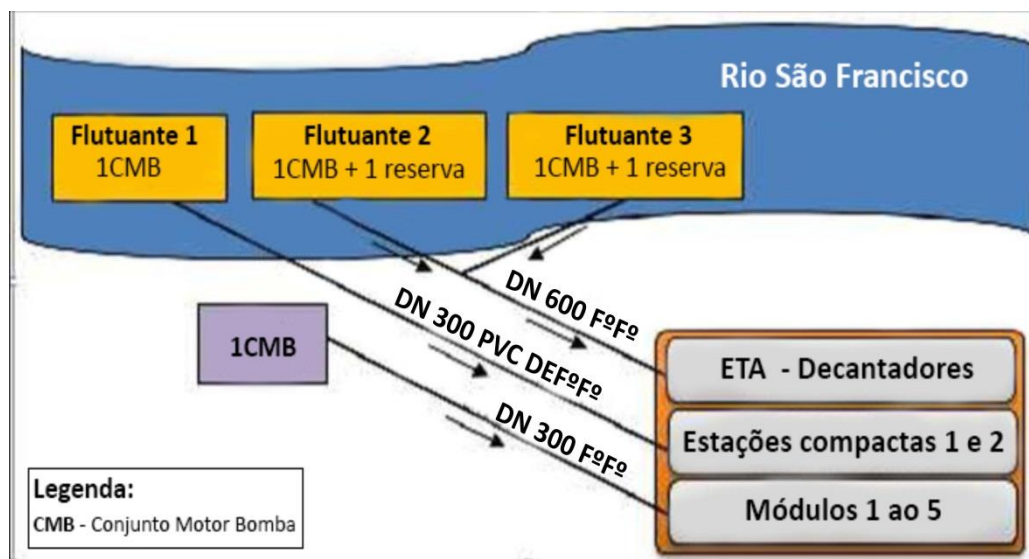 Rio São Francisco
Flutuante 1
1CMB
Flutuante 2
1CMB + 1 reserva
Flutuante 3
1CMB + 1 reserva
DN 600 FºFº
DN 300 PVC DEFºFº
1CMB
DN 300 FºFº
ETA - Decantadores
Estações compactas 1 e 2
Módulos 1 ao 5
Legenda:
CMB - Conjunto Motor Bomba